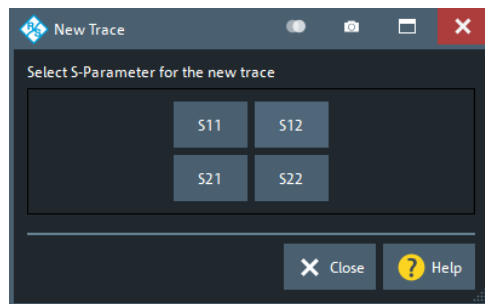 New Trace
Select S-Parameter for the new trace
S11 S12
S21 S22
Close Help